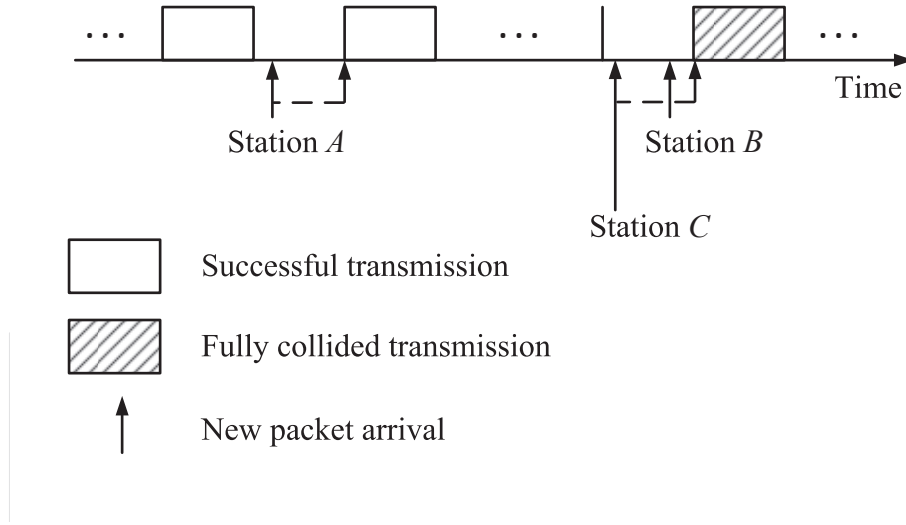 ... ... ...
Time
Station A Station B
Station C
Successful transmission
Fully collided transmission
New packet arrival